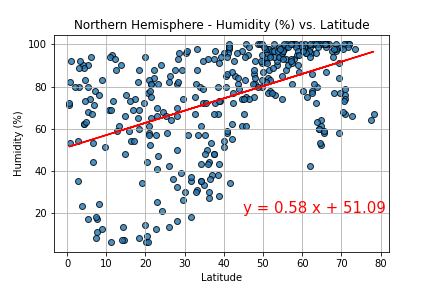 Northern Hemisphere - Humidity (%) vs. Latitude
100
80
60
40
20
Humidity (%)
y = 0.58 x + 51.09
0 10 20 30 40 50 60 70 80
Latitude